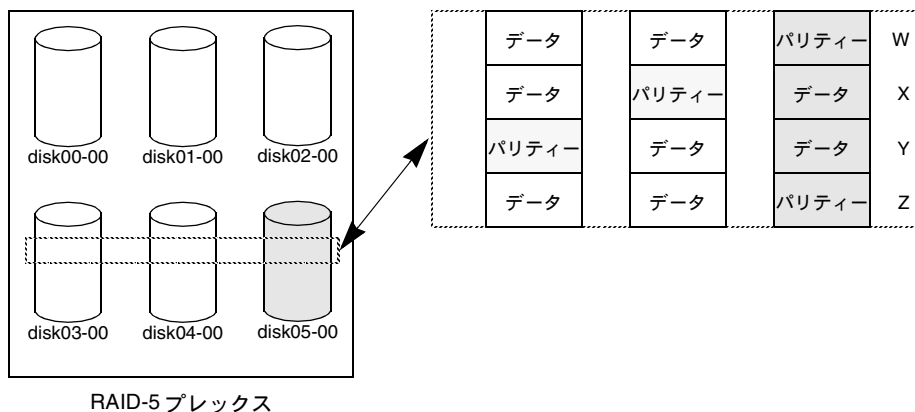 disk00-00 disk01-00 disk02-00
disk03-00 disk04-00 disk05-00
RAID-5 プレックス
データ データ パリティー W
データ パリティー データ X
パリティー データ データ Y
データ データ パリティー Z